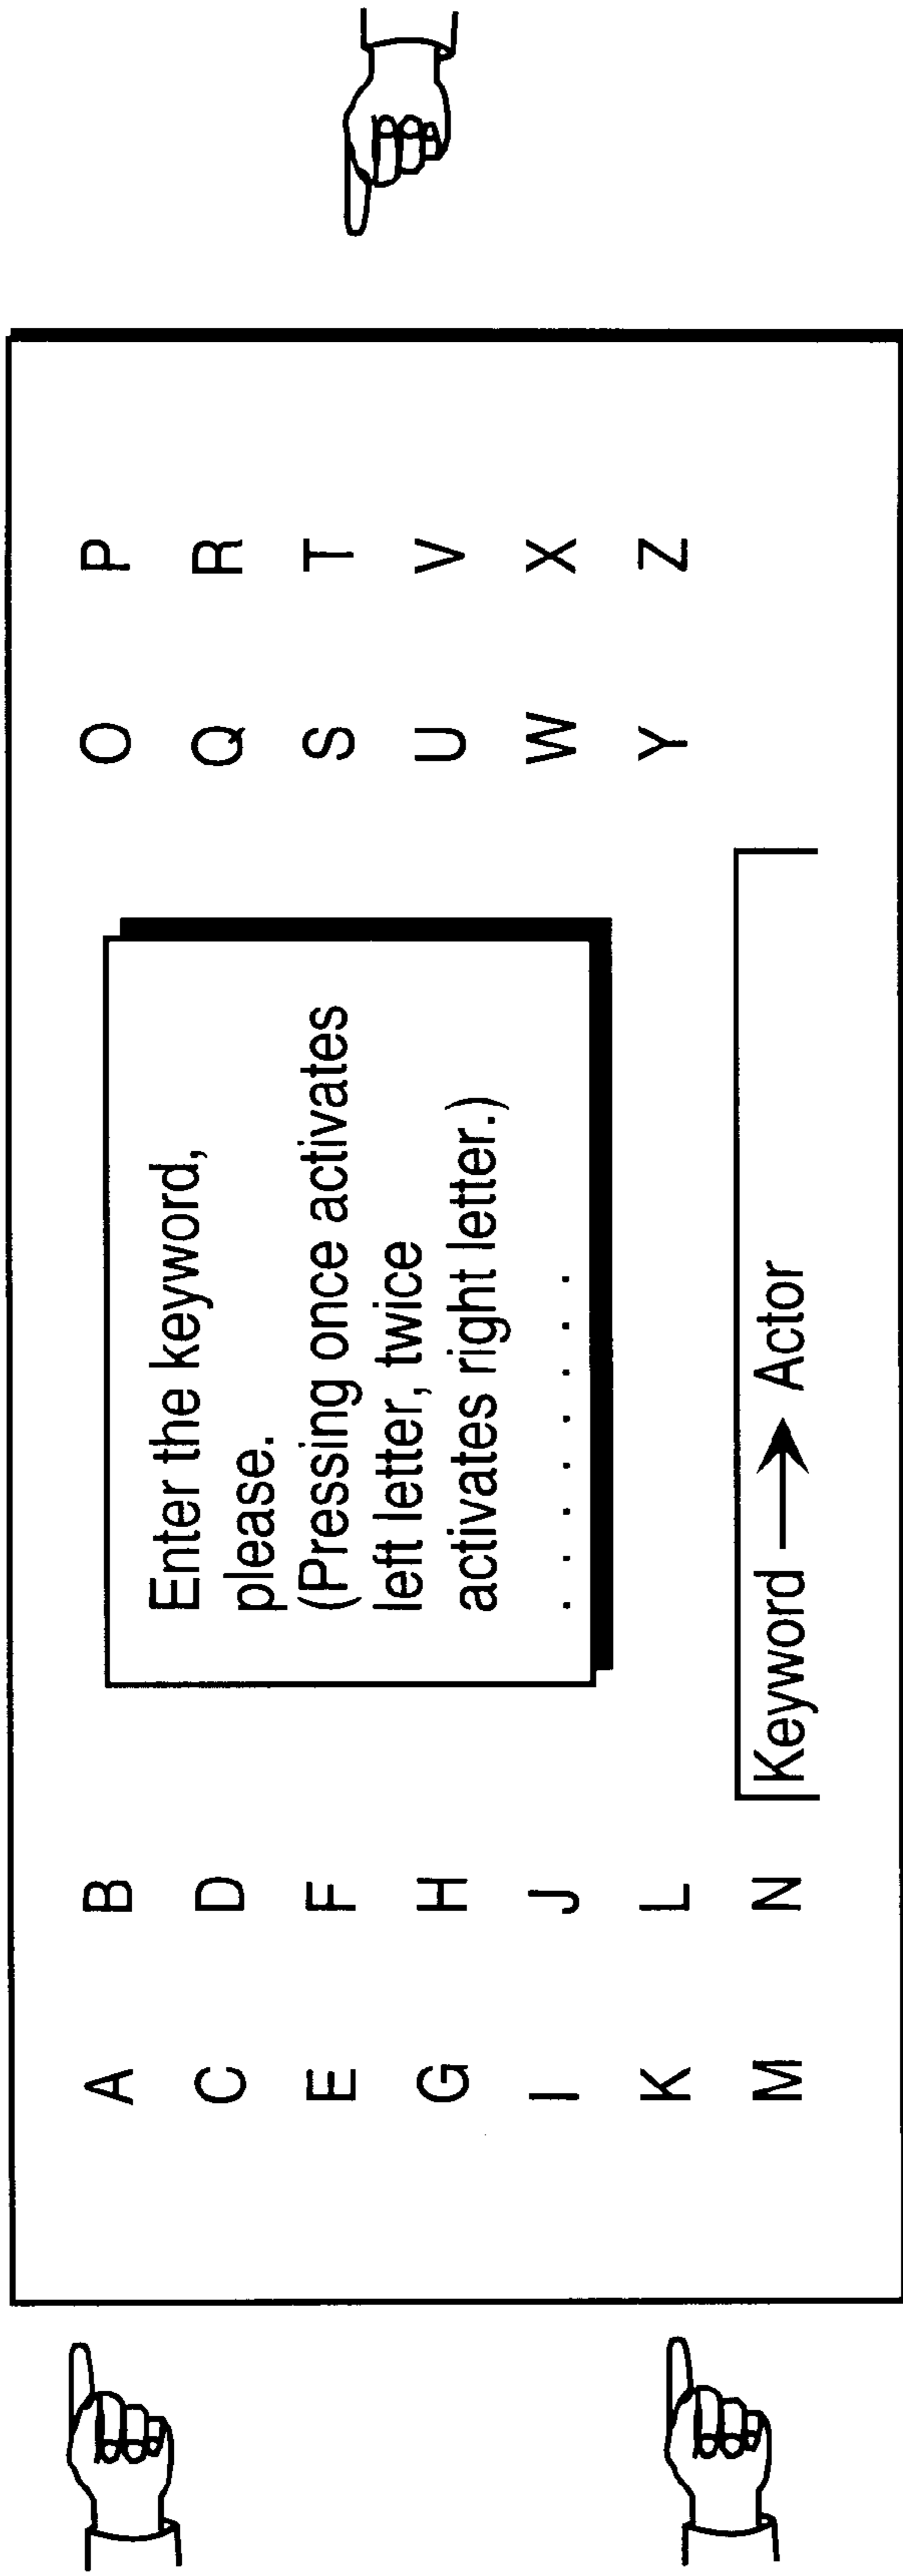 A B
C D
E F
G H
I J
K L
M N
Enter the keyword,
please.
(Pressing once activates
left letter, twice
activates right letter.)
. . . . . . . .
Keyword → Actor
O P
Q R
S T
U V
W X
Y Z